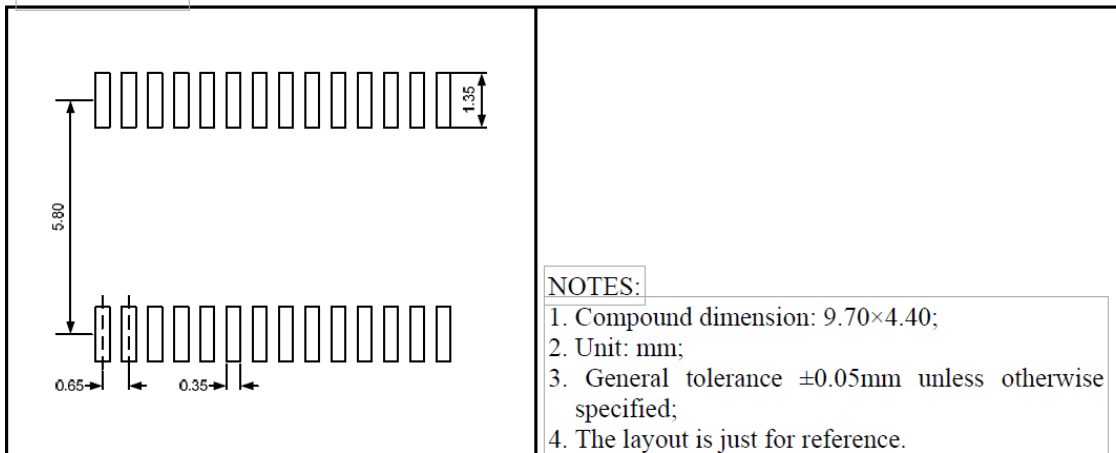 1.35
5.80
0.65
0.35
NOTES:
1. Compound dimension: 9.70×4.40;
2. Unit: mm;
3. General tolerance ±0.05mm unless otherwise
specified;
4. The layout is just for reference.